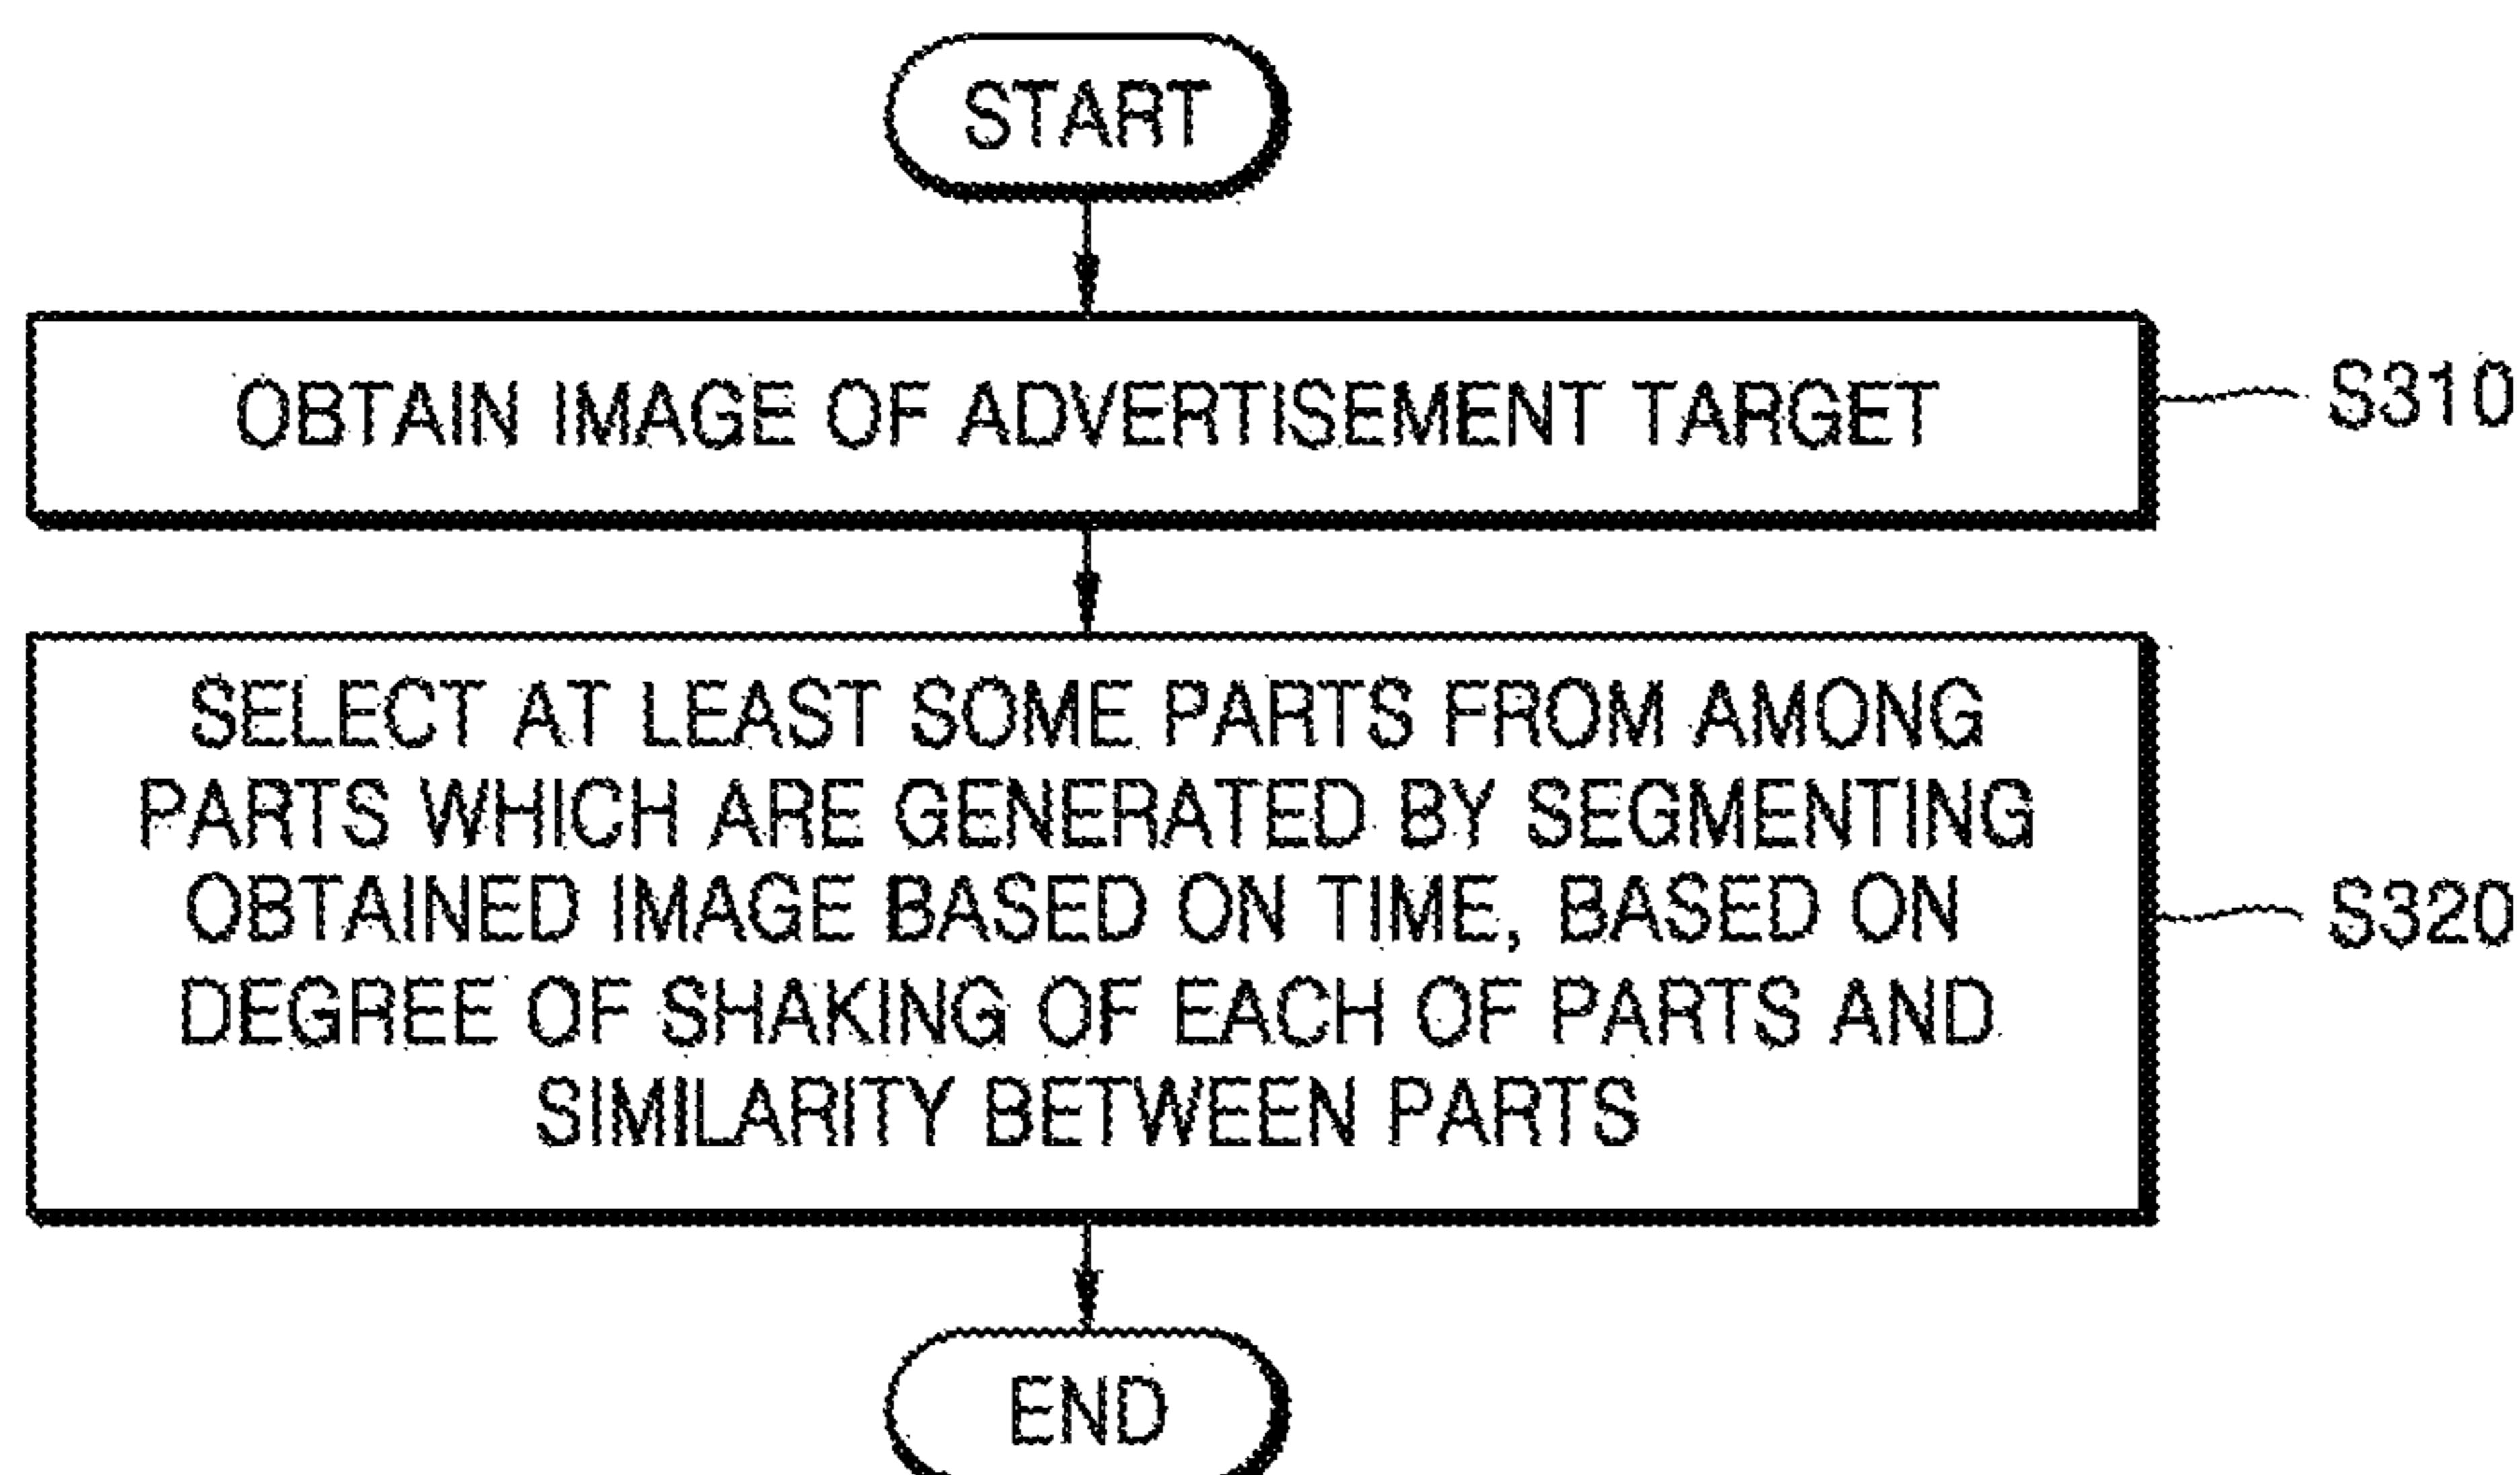 START
OBTAIN IMAGE OF ADVERTISEMENT TARGET
S310
SELECT AT LEAST SOME PARTS FROM AMONG
PARTS WHICH ARE GENERATED BY SEGMENTING
OBTAINED IMAGE BASED ON TIME, BASED ON
DEGREE OF SHAKING OF EACH OF PARTS AND
SIMILARITY BETWEEN PARTS
S320
END